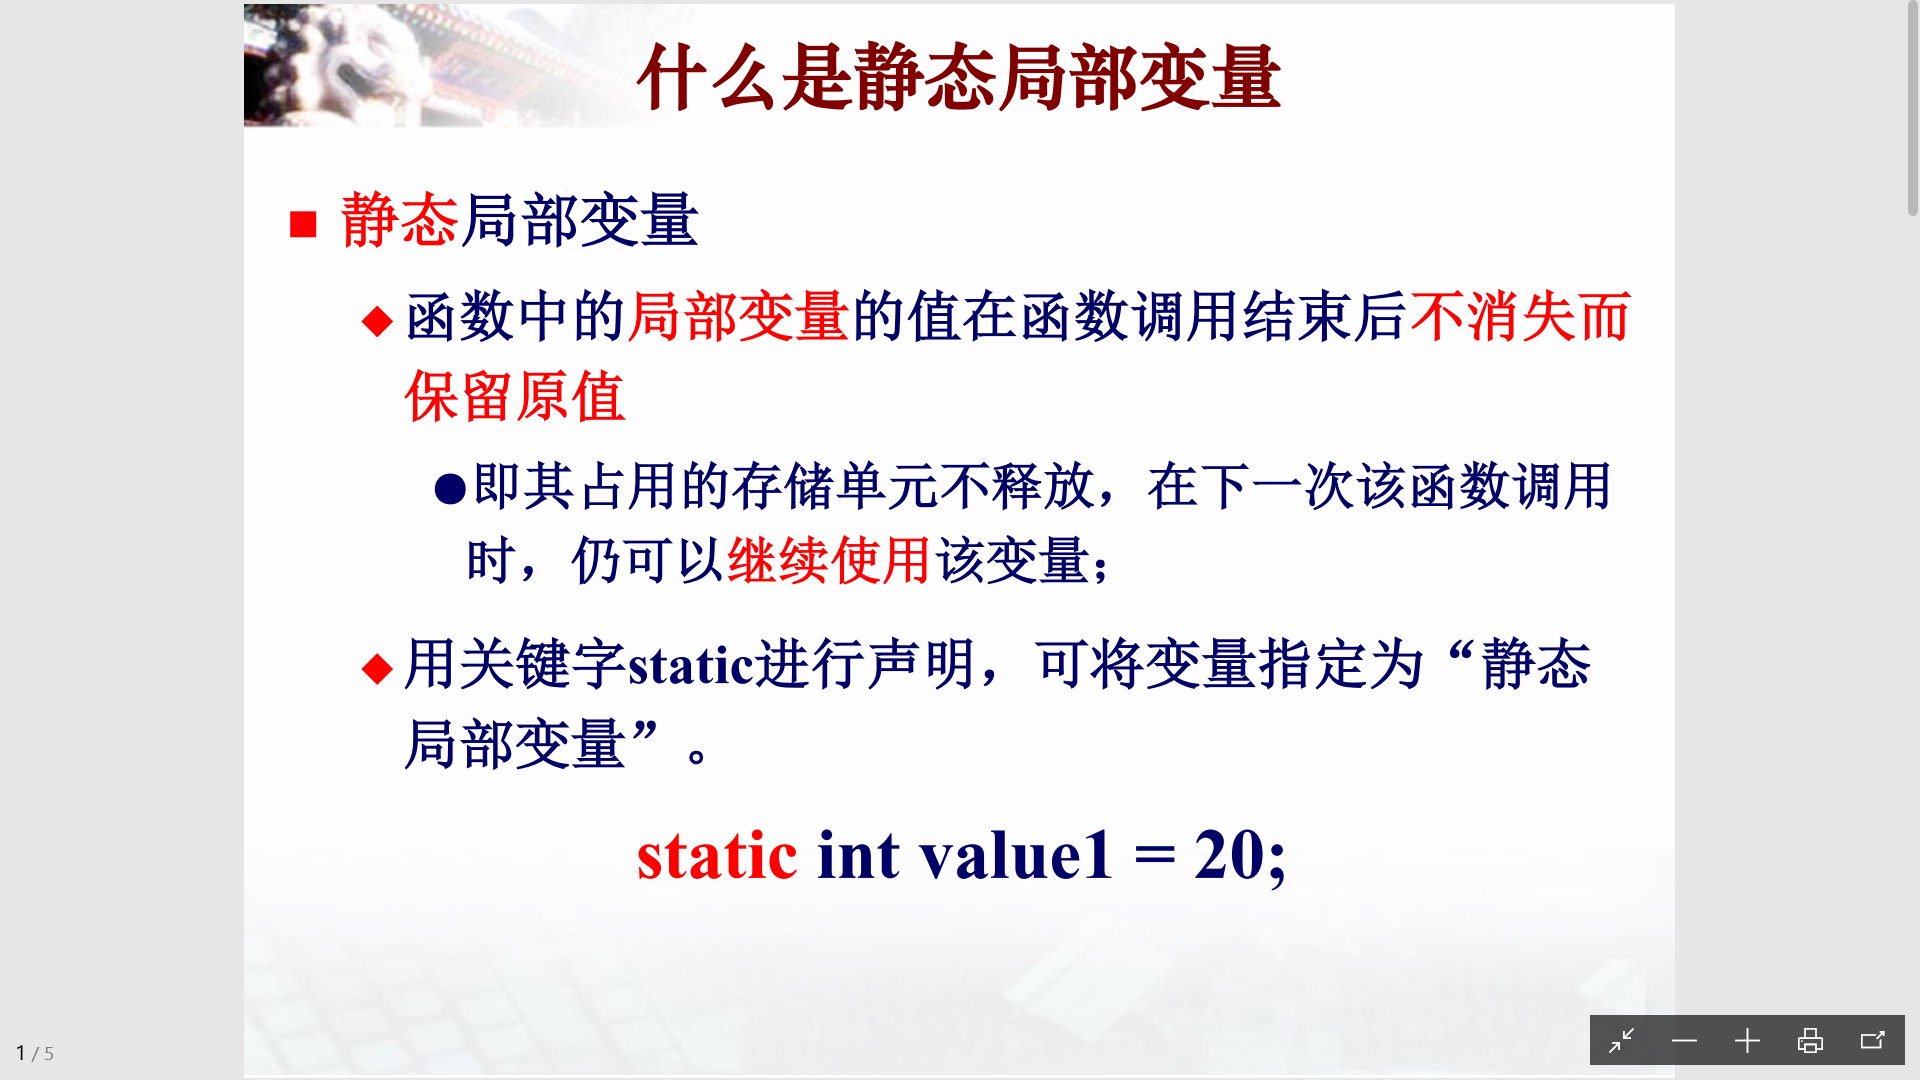 什么是静态局部变量
静态局部变量
函数中的局部变量的值在函数调用结束后不消失而
保留原值
即其占用的存储单元不释放，在下一次该函数调用
时，仍可以继续使用该变量；
用关键字static进行声明，可将变量指定为“静态
局部变量”。
static int value1 = 20;
1 / 5